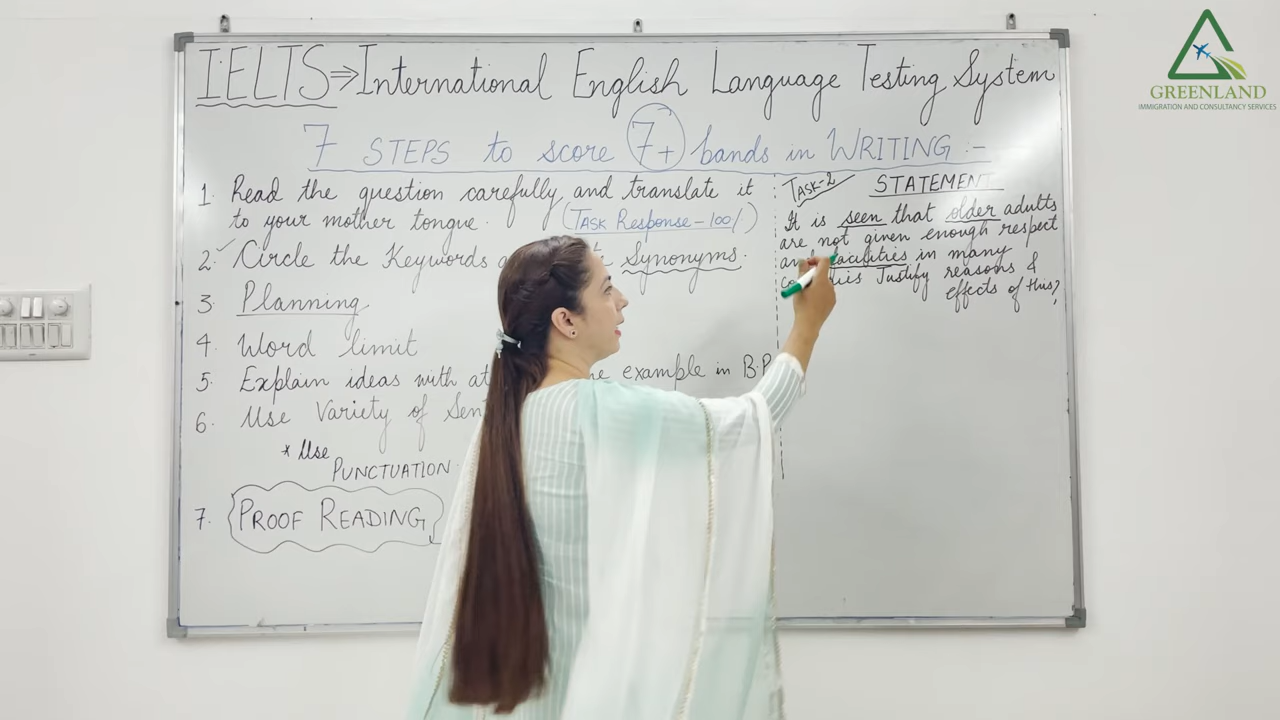 IELTS ⇒ International English Language Testing System
7 STEPS to score 7+ bands in WRITING :-
1. Read the question carefully and translate it
to your mother tongue. (TASK RESPONSE - 100%)
2. Circle the Keywords Synonyms.
3. Planning
4. Word limit
5. Explain ideas with example in B.P
6. Use Variety of
* Use
PUNCTUATION
7. PROOF READING
TASK-2 STATEMENT
It is seen that older adults
are not given enough respect
facilities in many
Justify reasons &
effects of this?
GREENLAND
IMMIGRATION AND CONSULTANCY SERVICES